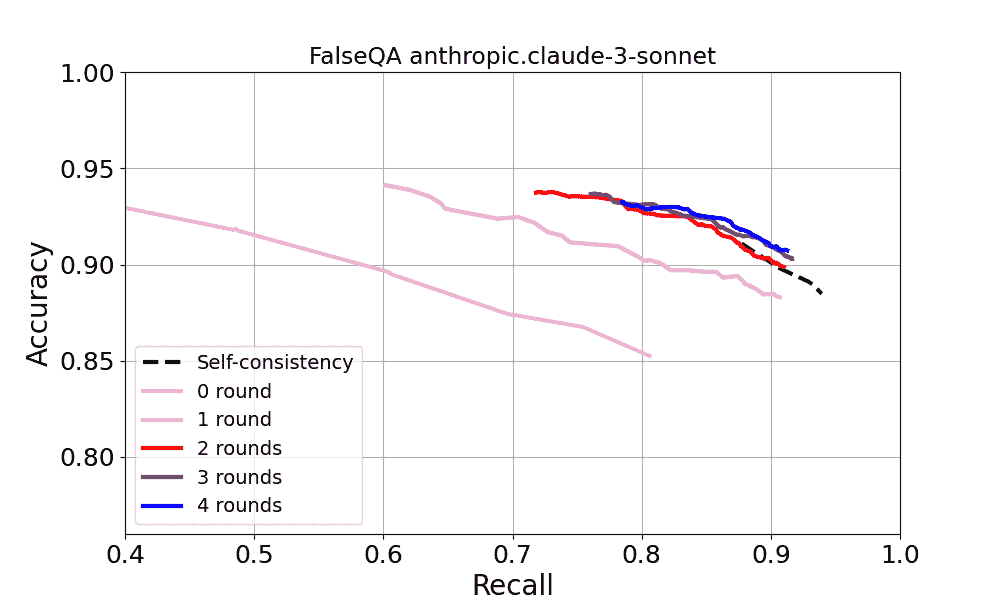 FalseQA anthropic.claude-3-sonnet
1.00
0.95
0.90
0.85
0.80
Accuracy
Self-consistency
0 round
1 round
2 rounds
3 rounds
4 rounds
0.4 0.5 0.6 0.7 0.8 0.9 1.0
Recall